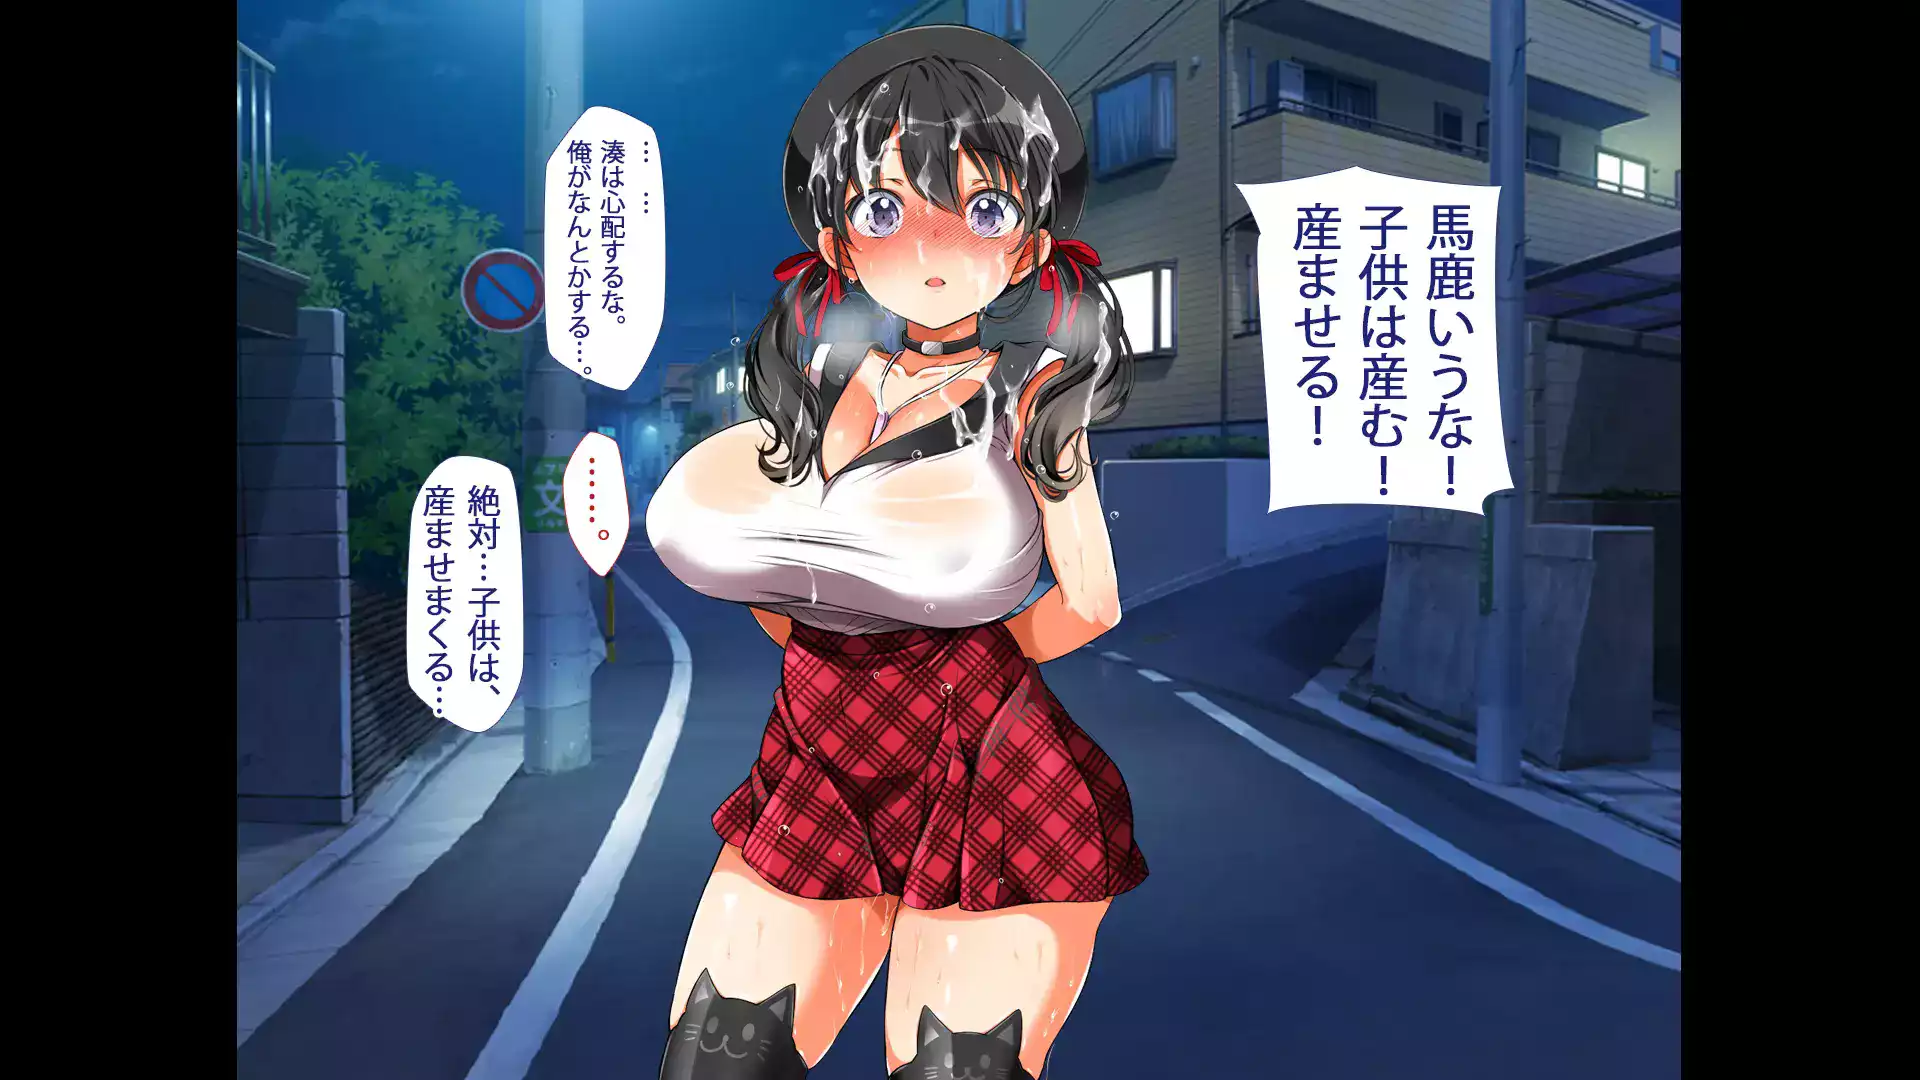 馬鹿いうな！
子供は産む！
産ませる！
… …
湊は心配するな。
俺がなんとかする…。
……。
絶対…子供は、
産ませまくる…
文